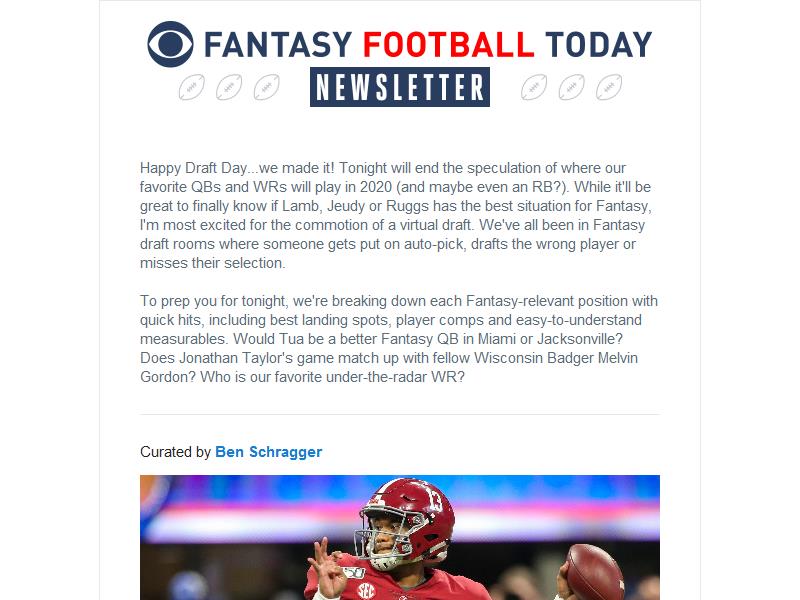 FANTASY FOOTBALL TODAY
NEWSLETTER
Happy Draft Day...we made it! Tonight will end the speculation of where our
favorite QBs and WRs will play in 2020 (and maybe even an RB?). While it'll be
great to finally know if Lamb, Jeudy or Ruggs has the best situation for Fantasy,
I'm most excited for the commotion of a virtual draft. We've all been in Fantasy
draft rooms where someone gets put on auto-pick, drafts the wrong player or
misses their selection.
To prep you for tonight, we're breaking down each Fantasy-relevant position with
quick hits, including best landing spots, player comps and easy-to-understand
measurables. Would Tua be a better Fantasy QB in Miami or Jacksonville?
Does Jonathan Taylor's game match up with fellow Wisconsin Badger Melvin
Gordon? Who is our favorite under-the-radar WR?
Curated by Ben Schragger
13
150
SEC